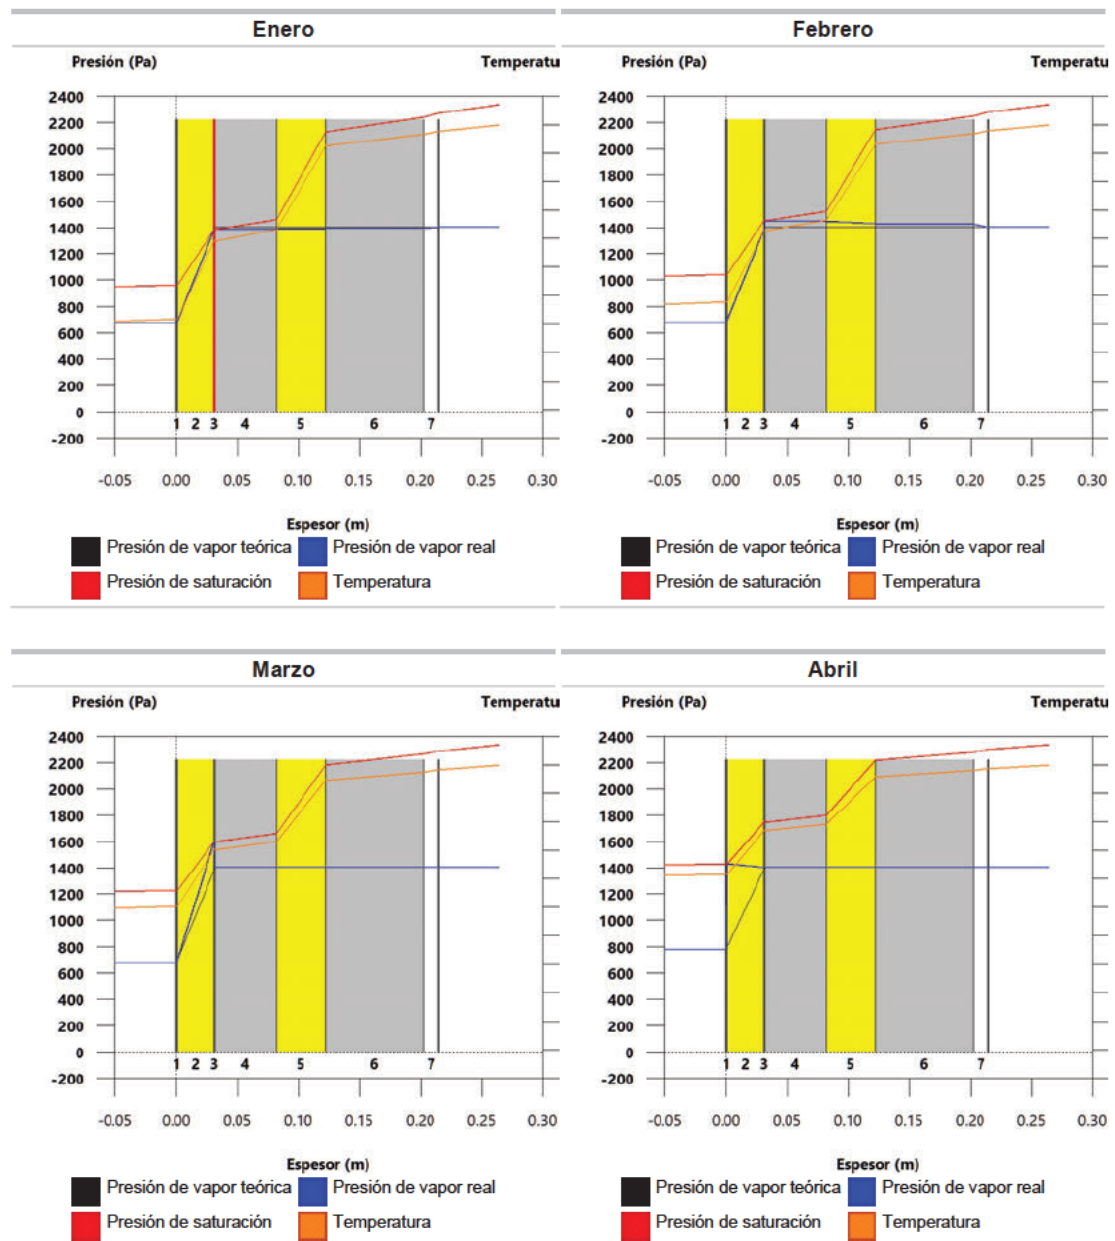 Enero
Febrero
Presión (Pa)
Temperatu
Presión (Pa)
Temperatu
2400
2200
2000
1800
1600
1400
1200
1000
800
600
400
200
0
-200
1 2 3 4 5 6 7
-0.05 0.00 0.05 0.10 0.15 0.20 0.25 0.30
Espesor (m)
Presión de vapor teórica
Presión de vapor real
Presión de saturación
Temperatura
2400
2200
2000
1800
1600
1400
1200
1000
800
600
400
200
0
-200
1 2 3 4 5 6 7
-0.05 0.00 0.05 0.10 0.15 0.20 0.25 0.30
Espesor (m)
Presión de vapor teórica
Presión de vapor real
Presión de saturación
Temperatura
Marzo
Abril
Presión (Pa)
Temperatu
Presión (Pa)
Temperatu
2400
2200
2000
1800
1600
1400
1200
1000
800
600
400
200
0
-200
1 2 3 4 5 6 7
-0.05 0.00 0.05 0.10 0.15 0.20 0.25 0.30
Espesor (m)
Presión de vapor teórica
Presión de vapor real
Presión de saturación
Temperatura
2400
2200
2000
1800
1600
1400
1200
1000
800
600
400
200
0
-200
1 2 3 4 5 6 7
-0.05 0.00 0.05 0.10 0.15 0.20 0.25 0.30
Espesor (m)
Presión de vapor teórica
Presión de vapor real
Presión de saturación
Temperatura